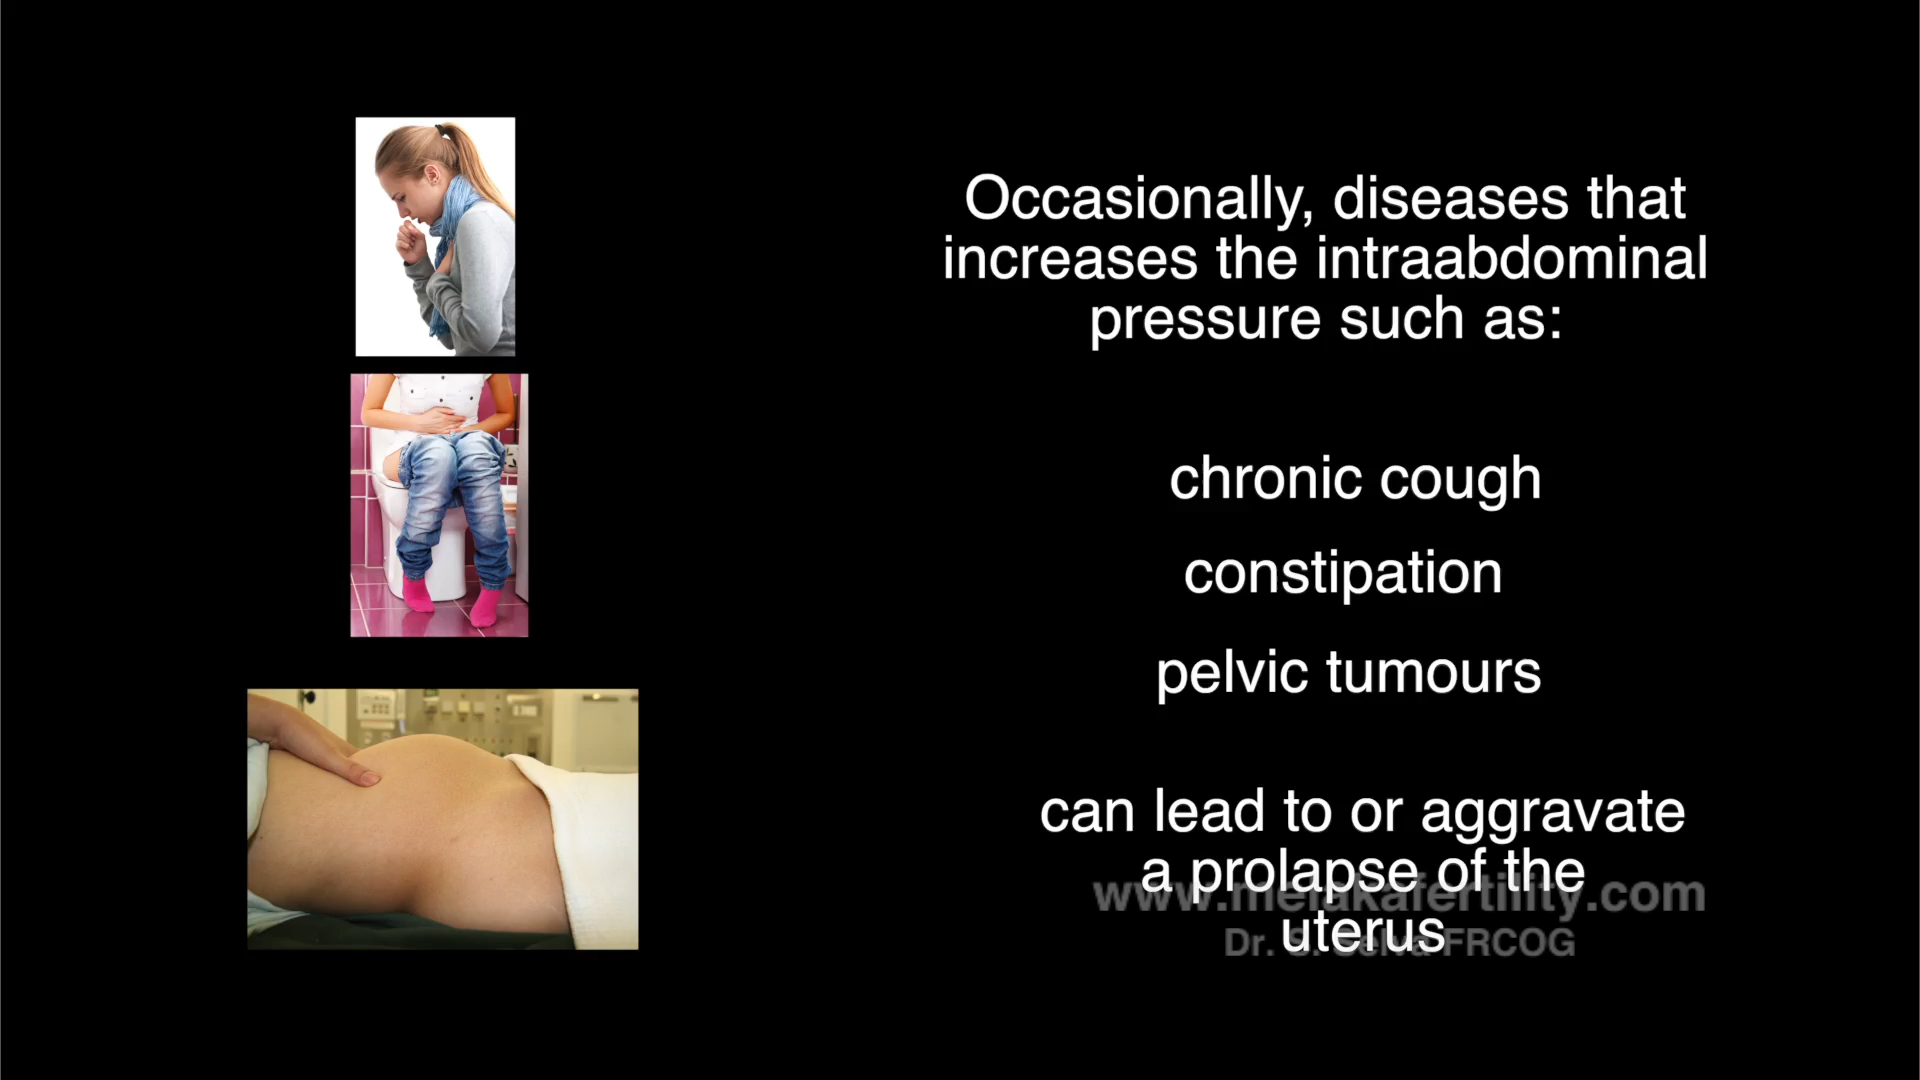 Occasionally, diseases that
increases the intraabdominal
pressure such as:
chronic cough
constipation
pelvic tumours
can lead to or aggravate
a prolapse of the
www.melakafertility.com
uterus
Dr. S. Selva FRCOG